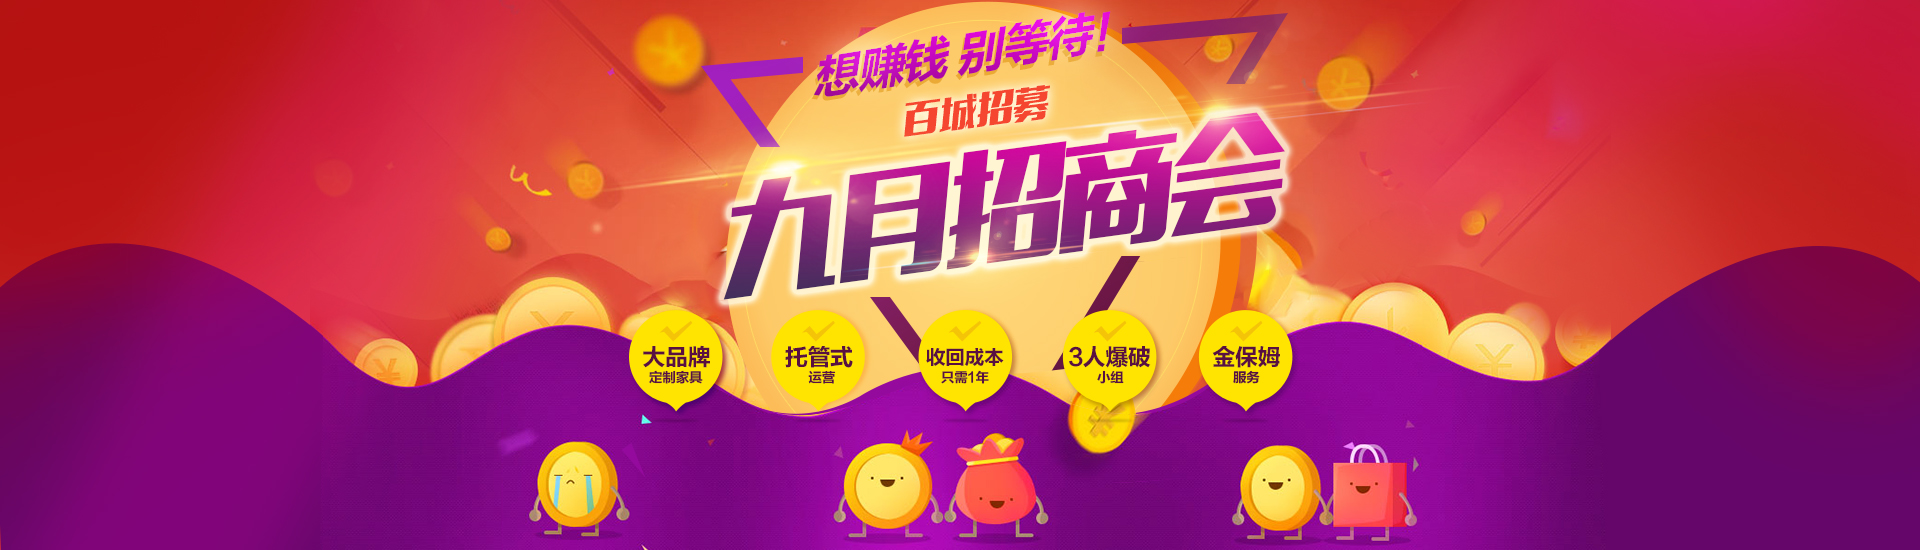 想赚钱 别等待!
百城招募
九月招商会
大品牌
定制家具
托管式
运营
收回成本
只需1年
3人爆破
小组
金保姆
服务